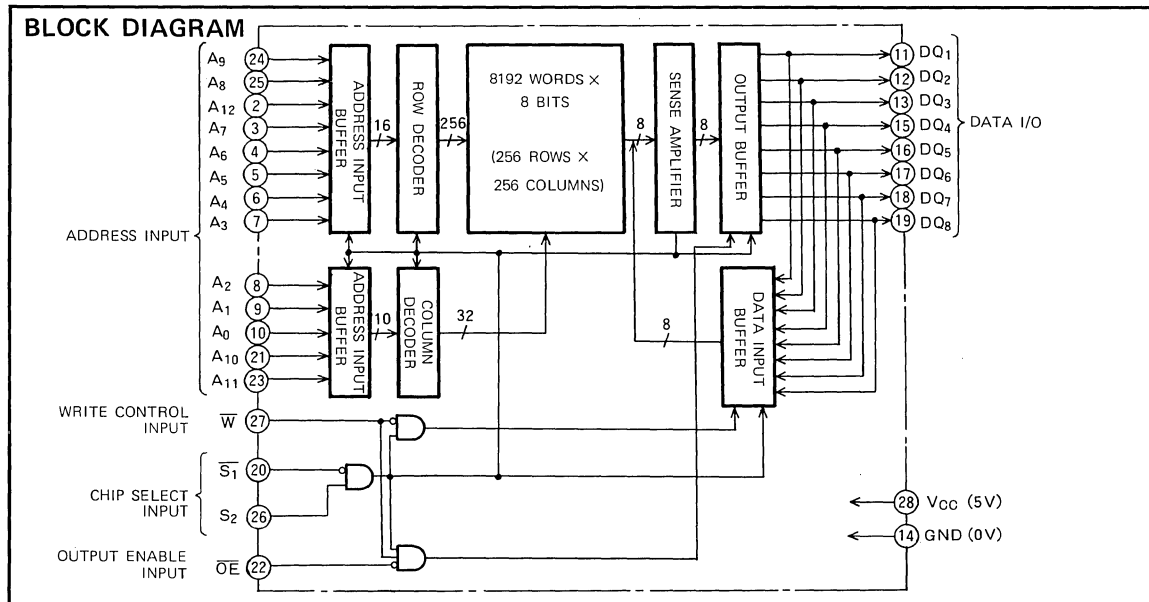 BLOCK DIAGRAM
ADDRESS INPUT
A9 24
A8 25
A12 2
A7 3
A6 4
A5 5
A4 6
A3 7
A2 8
A1 9
A0 10
A10 21
A11 23
WRITE CONTROL
INPUT
W̅ 27
CHIP SELECT
INPUT
S̅1̅ 20
S2 26
OUTPUT ENABLE
INPUT
O̅E̅ 22
ADDRESS INPUT
BUFFER
16
ROW DECODER
256
8192 WORDS ×
8 BITS
(256 ROWS ×
256 COLUMNS)
8
SENSE AMPLIFIER
8
OUTPUT BUFFER
ADDRESS INPUT
BUFFER
10
COLUMN
DECODER
32
8
DATA INPUT
BUFFER
11 DQ1
12 DQ2
13 DQ3
15 DQ4
16 DQ5
17 DQ6
18 DQ7
19 DQ8
DATA I/O
28 VCC (5V)
14 GND (0V)